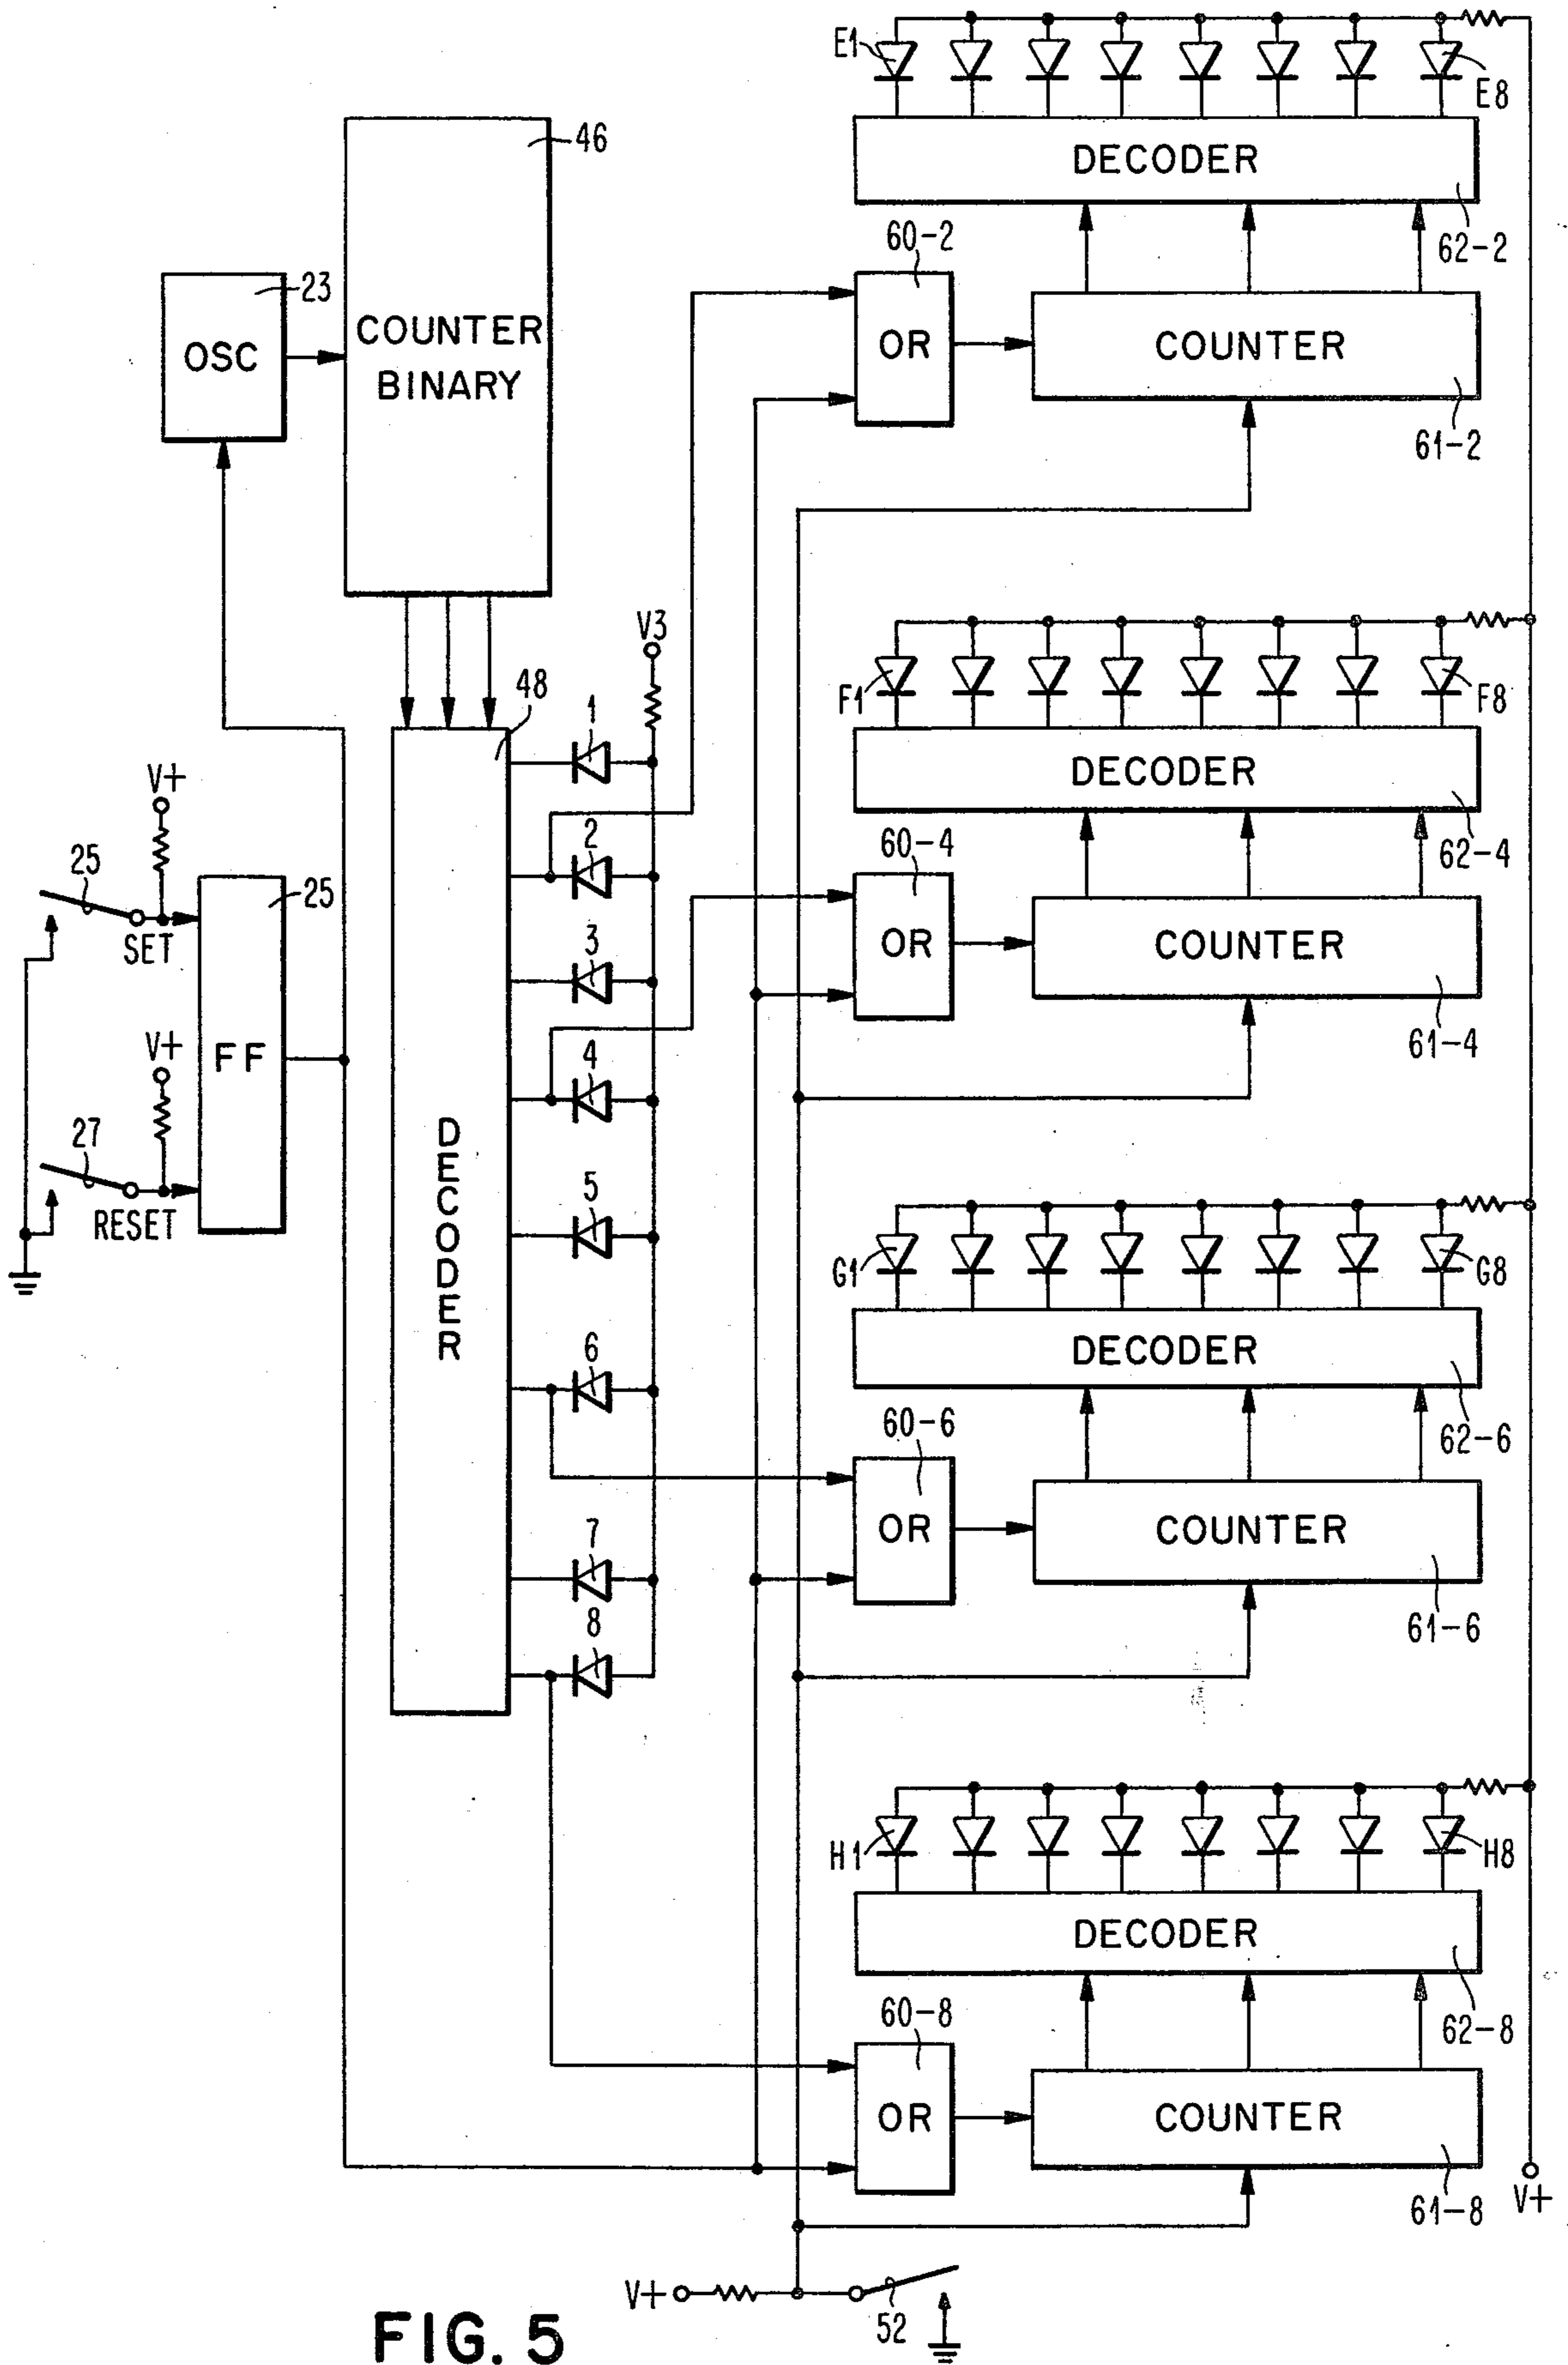 E1
E8
46
DECODER
60-2
62-2
23
OSC
COUNTER
BINARY
OR
COUNTER
61-2
V3
48
1
F1
F8
DECODER
V+
2
60-4
62-4
25
25
SET
3
OR
COUNTER
V+
FF
4
61-4
27
RESET
DECODER
5
G1
G8
6
DECODER
60-6
62-6
7
OR
COUNTER
8
61-6
H1
H8
DECODER
60-8
62-8
OR
COUNTER
61-8
V+
V+
52
FIG. 5